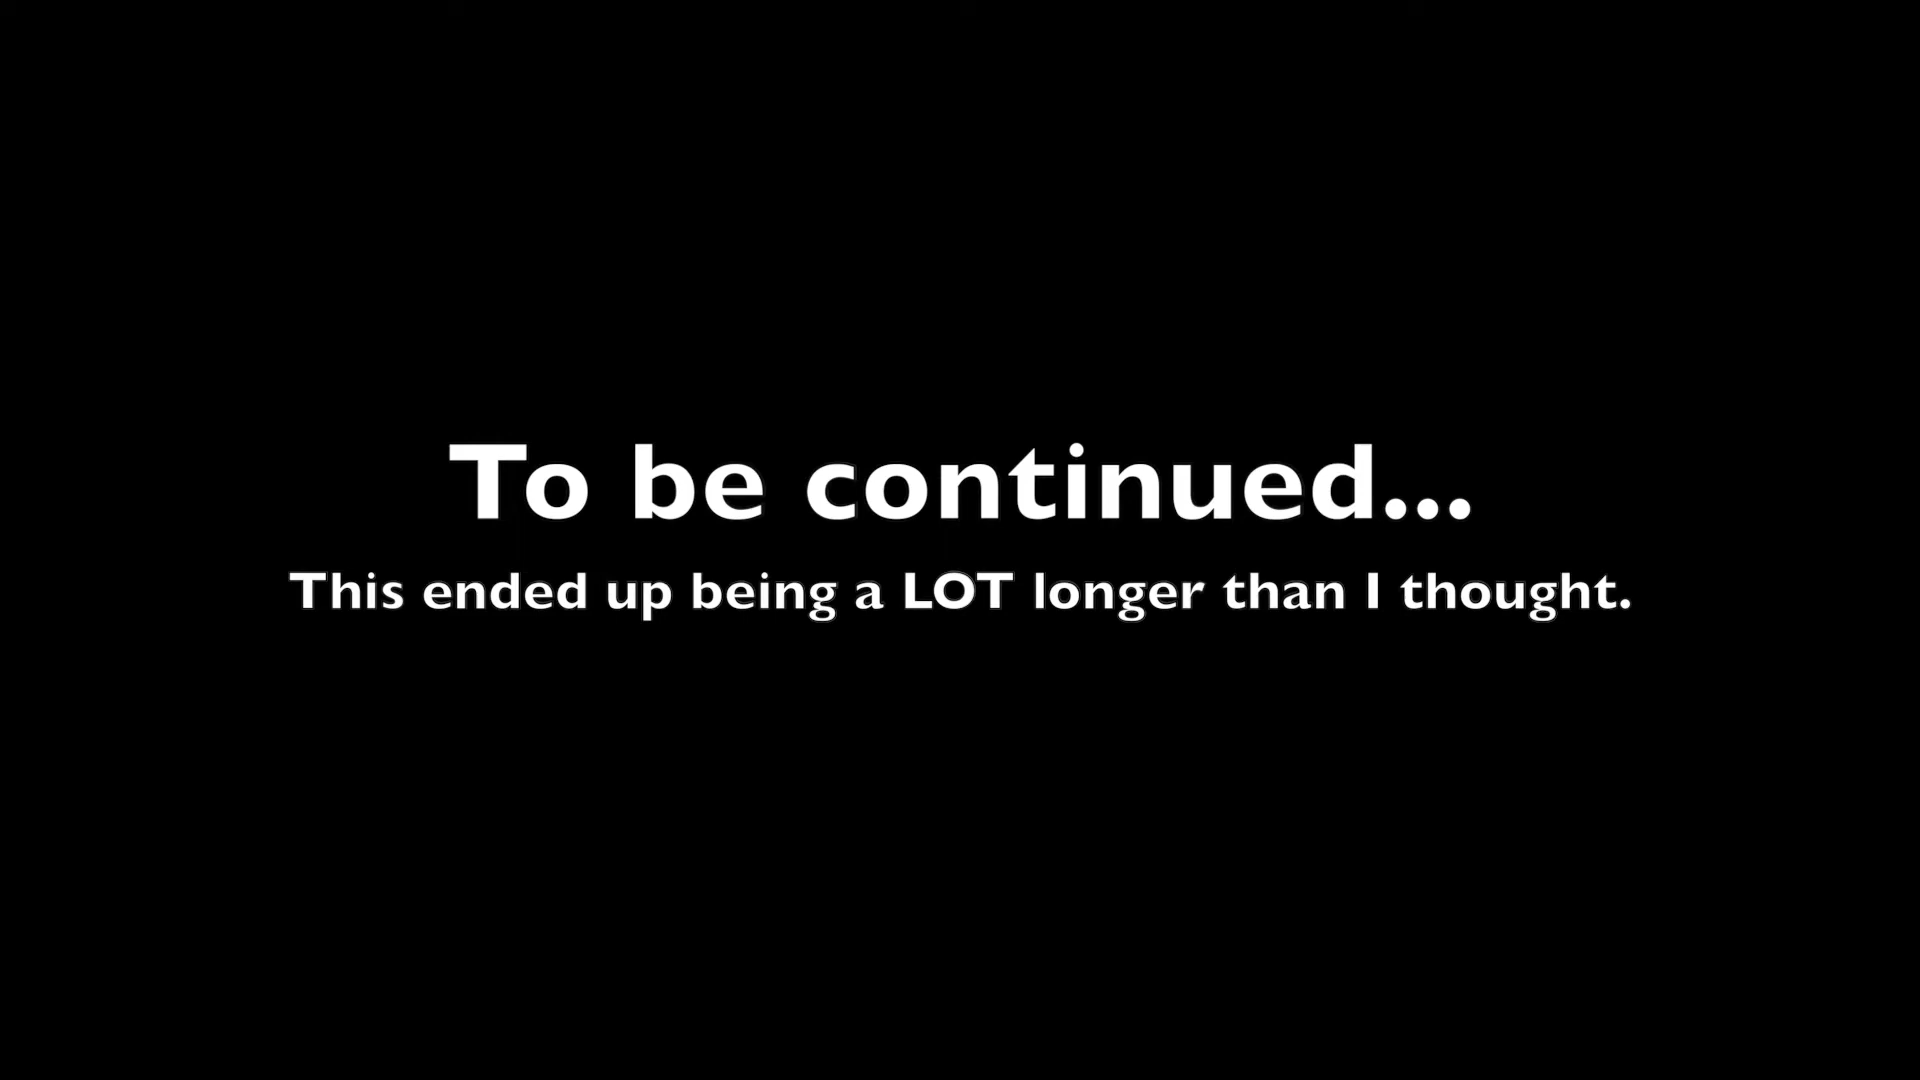 To be continued...
This ended up being a LOT longer than I thought.